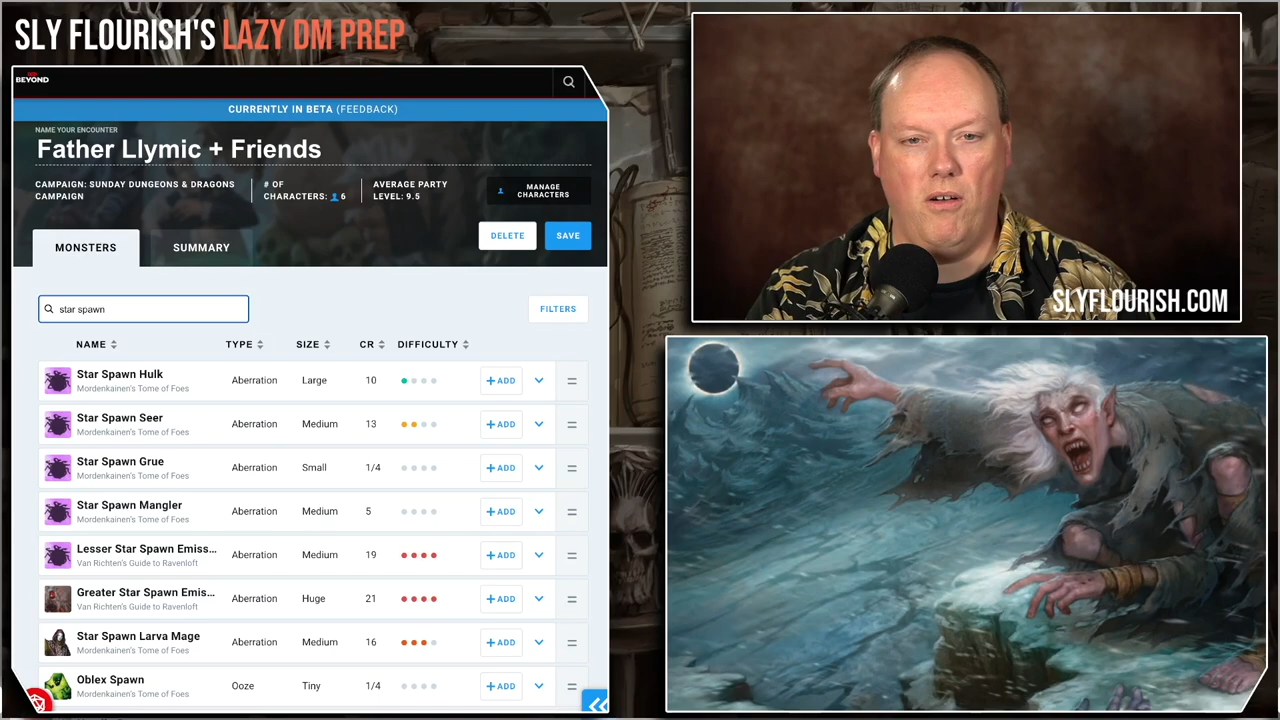 SLY FLOURISH'S LAZY DM PREP
BEYOND
CURRENTLY IN BETA (FEEDBACK)
NAME YOUR ENCOUNTER
Father Llymic + Friends
CAMPAIGN: SUNDAY DUNGEONS & DRAGONS
CAMPAIGN
# OF
CHARACTERS: 6
AVERAGE PARTY
LEVEL: 9.5
MANAGE
CHARACTERS
MONSTERS
SUMMARY
DELETE
SAVE
star spawn
FILTERS
NAME TYPE SIZE CR DIFFICULTY
Star Spawn Hulk
Mordenkainen's Tome of Foes
Aberration Large 10 +ADD
Star Spawn Seer
Mordenkainen's Tome of Foes
Aberration Medium 13 +ADD
Star Spawn Grue
Mordenkainen's Tome of Foes
Aberration Small 1/4 +ADD
Star Spawn Mangler
Mordenkainen's Tome of Foes
Aberration Medium 5 +ADD
Lesser Star Spawn Emiss...
Van Richten's Guide to Ravenloft
Aberration Medium 19 +ADD
Greater Star Spawn Emis...
Van Richten's Guide to Ravenloft
Aberration Huge 21 +ADD
Star Spawn Larva Mage
Mordenkainen's Tome of Foes
Aberration Medium 16 +ADD
Oblex Spawn
Mordenkainen's Tome of Foes
Ooze Tiny 1/4 +ADD
SLYFLOURISH.COM